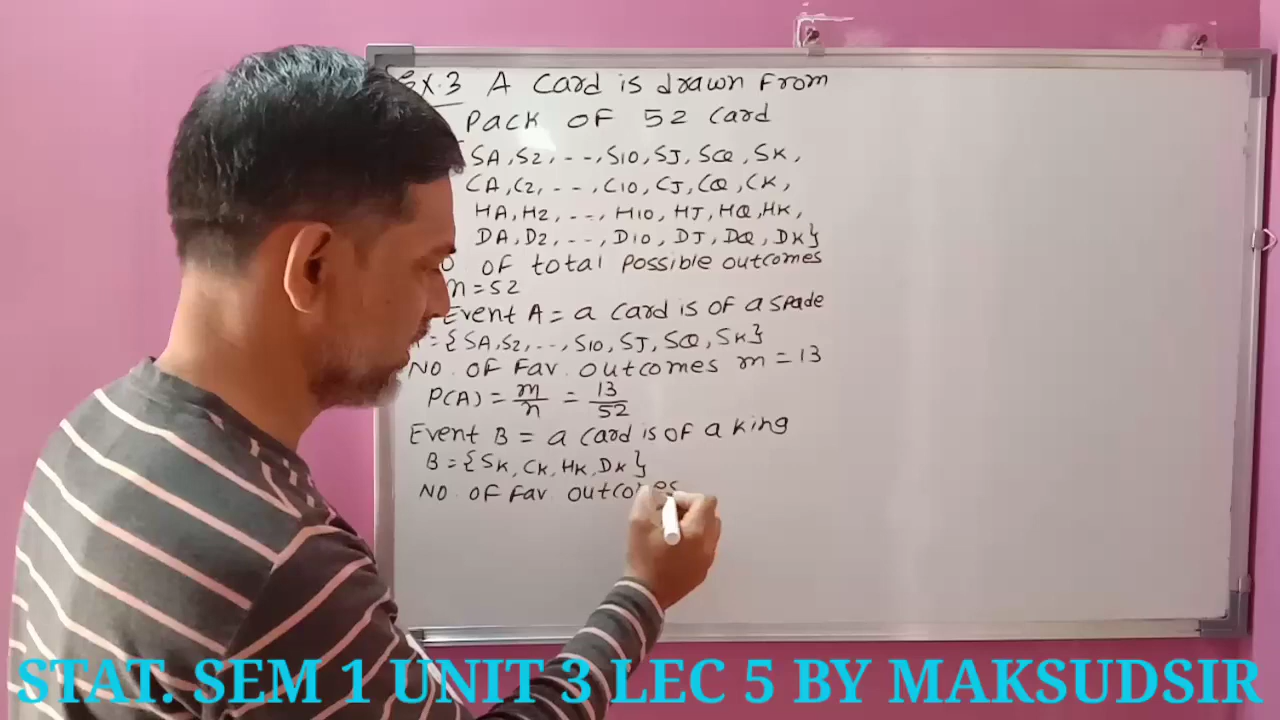 Ex.3 A Card is drawn From
Pack OF 52 Card
SA, S2, ---, S10, SJ, SQ, SK,
CA, C2, ---, C10, CJ, CQ, CK,
HA, H2, ---, H10, HJ, HQ, HK,
DA, D2, ---, D10, DJ, DQ, DK}
OF total Possible outcomes
n = 52
Event A = a Card is of a Spade
= {SA, S2, ---, S10, SJ, SQ, SK}
NO. OF Fav. outcomes m = 13
P(A) = m/n = 13/52
Event B = a Card is of a King
B = {SK, CK, HK, DK}
NO. OF Fav. outcomes
STAT. SEM 1 UNIT 3 LEC 5 BY MAKSUDSIR